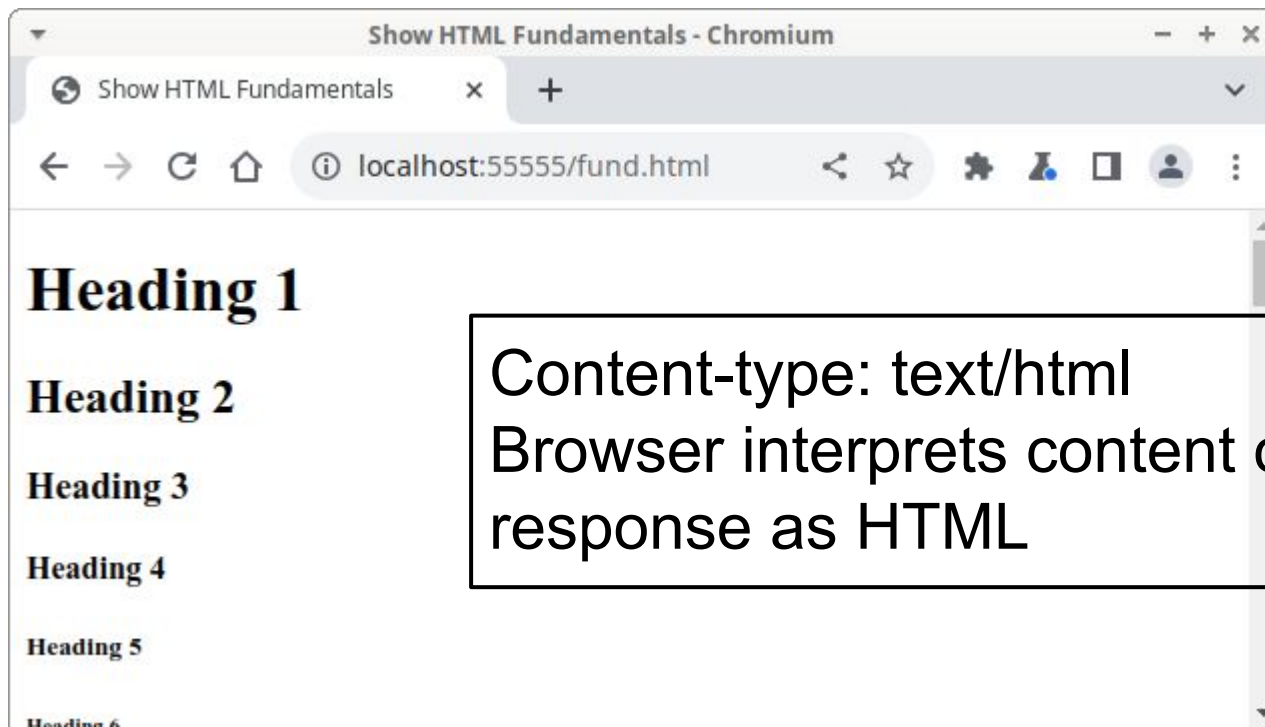 Show HTML Fundamentals - Chromium
Show HTML Fundamentals
localhost:55555/fund.html
Heading 1
Content-type: text/html
Heading 2
Browser interprets content
Heading 3
response as HTML
Heading 4
Heading 5
Heading 6